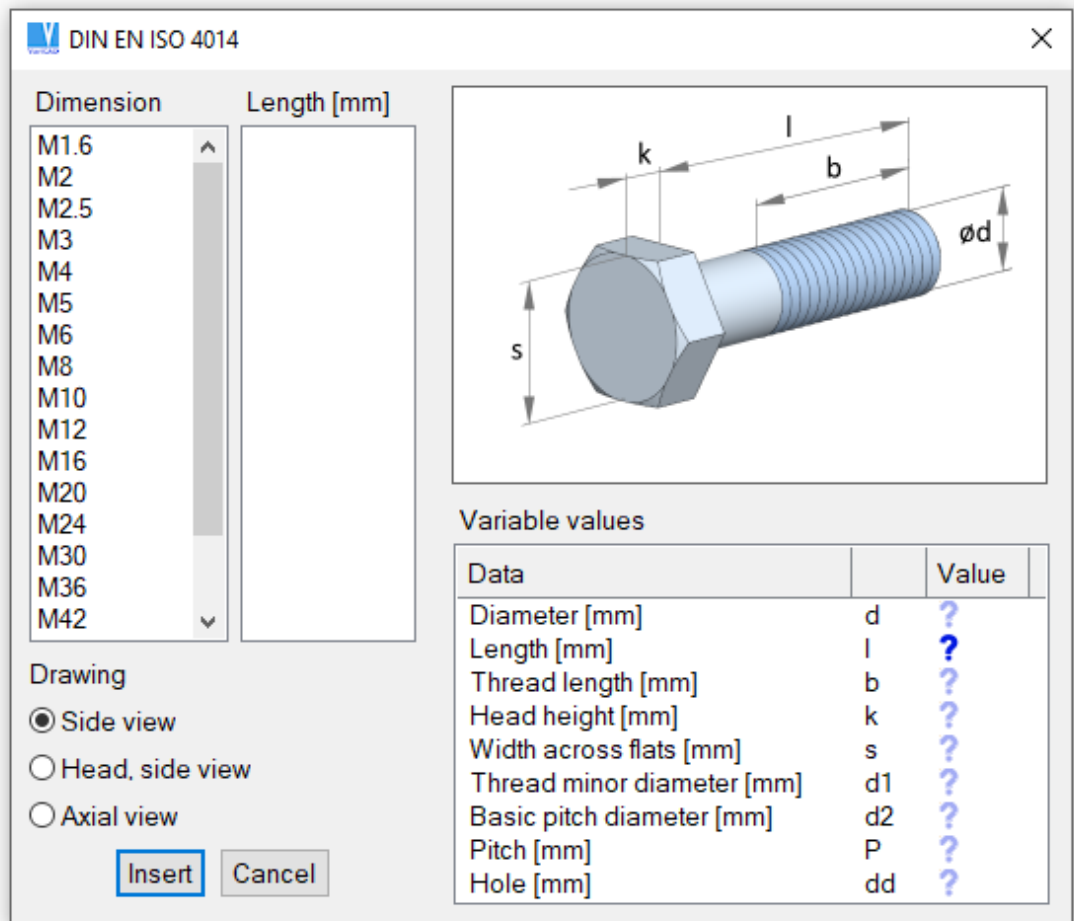 DIN EN ISO 4014
Dimension
M1.6
M2
M2.5
M3
M4
M5
M6
M8
M10
M12
M16
M20
M24
M30
M36
M42
Length [mm]
k
l
b
ød
s
Variable values
Data Value
Diameter [mm] d ?
Length [mm] l ?
Thread length [mm] b ?
Head height [mm] k ?
Width across flats [mm] s ?
Thread minor diameter [mm] d1 ?
Basic pitch diameter [mm] d2 ?
Pitch [mm] P ?
Hole [mm] dd ?
Drawing
Side view
Head, side view
Axial view
Insert Cancel